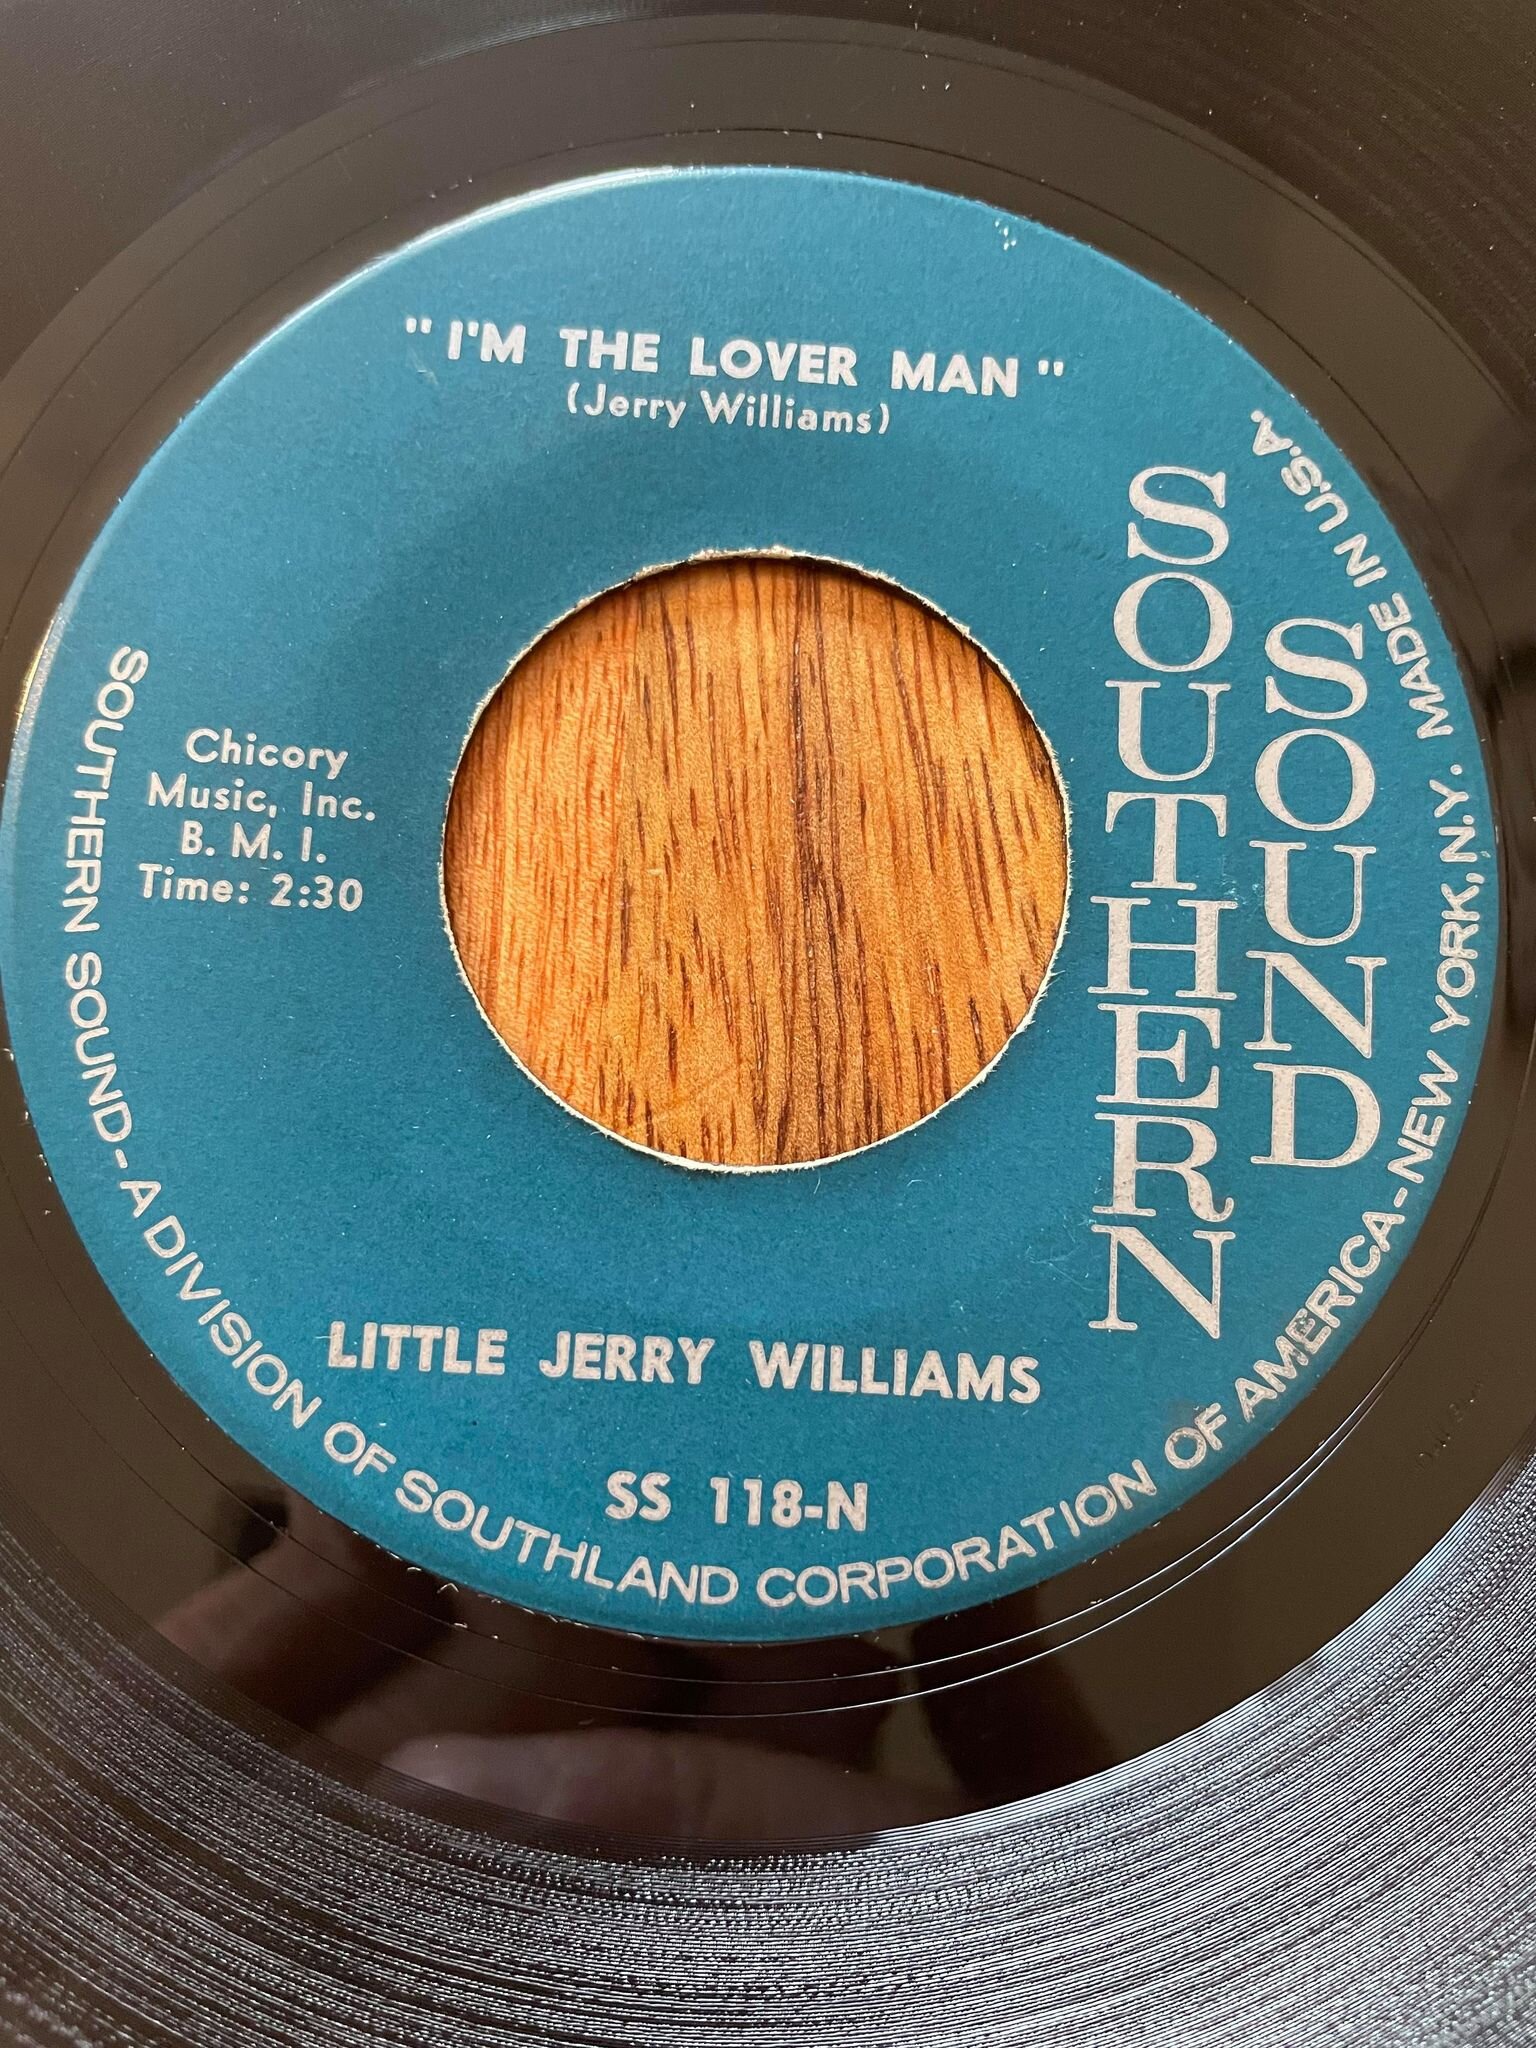 "I'M THE LOVER MAN"
(Jerry Williams)
SOUTHERN
SOUND
Chicory
Music, Inc.
B. M. I.
Time: 2:30
LITTLE JERRY WILLIAMS
SS 118-N
SOUTHERN SOUND-A DIVISION OF SOUTHLAND CORPORATION OF AMERICA-NEW YORK, N.Y. MADE IN U.S.A.